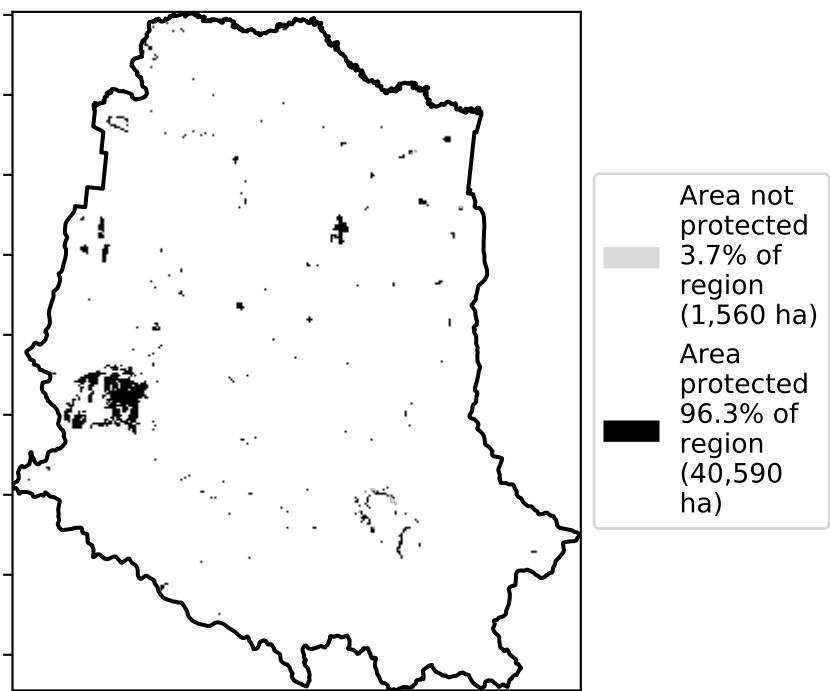 Area not
protected
3.7% of
region
(1,560 ha)
Area
protected
96.3% of
region
(40,590
ha)